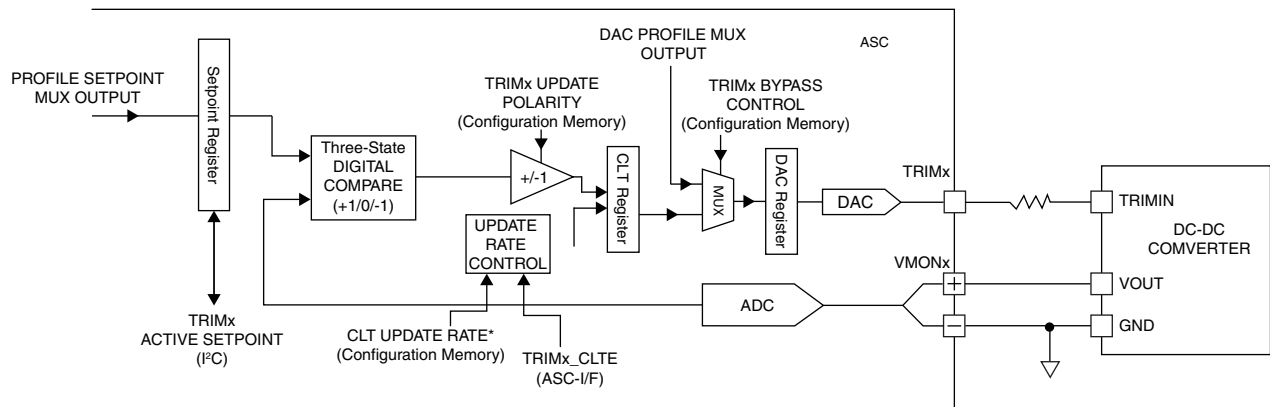 DAC PROFILE MUX
OUTPUT
ASC
PROFILE SETPOINT
MUX OUTPUT
Setpoint Register
TRIMx UPDATE
POLARITY
(Configuration Memory)
TRIMx BYPASS
CONTROL
(Configuration Memory)
Three-State
DIGITAL
COMPARE
(+1/0/-1)
+/-1
CLT Register
MUX
DAC Register
DAC
TRIMx
TRIMIN
DC-DC
COMVERTER
UPDATE
RATE
CONTROL
VMONx
ADC
+
VOUT
–
GND
TRIMx
ACTIVE SETPOINT
(I²C)
CLT UPDATE RATE*
(Configuration Memory)
TRIMx_CLTE
(ASC-I/F)